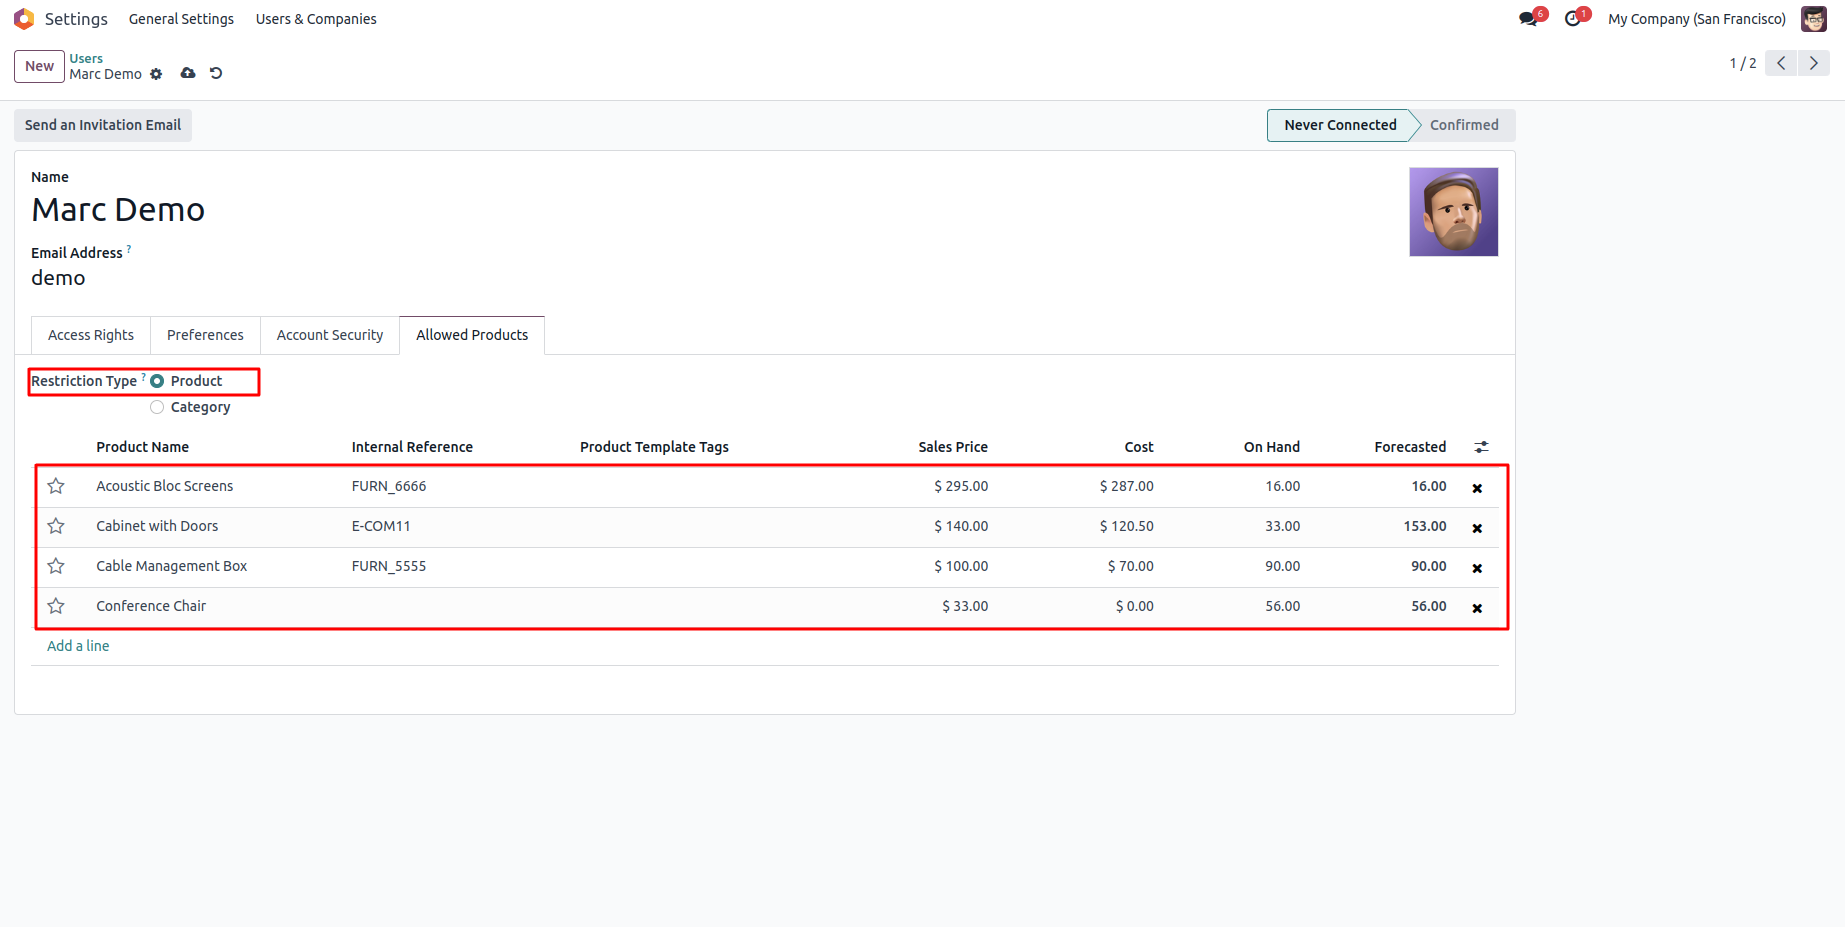 Settings General Settings Users & Companies 6 1 My Company (San Francisco)
New Users 1 / 2
Marc Demo
Send an Invitation Email Never Connected Confirmed
Name
Marc Demo
Email Address ?
demo
Access Rights Preferences Account Security Allowed Products
Restriction Type ? Product
Category
Product Name Internal Reference Product Template Tags Sales Price Cost On Hand Forecasted
Acoustic Bloc Screens FURN_6666 $ 295.00 $ 287.00 16.00 16.00
Cabinet with Doors E-COM11 $ 140.00 $ 120.50 33.00 153.00
Cable Management Box FURN_5555 $ 100.00 $ 70.00 90.00 90.00
Conference Chair $ 33.00 $ 0.00 56.00 56.00
Add a line